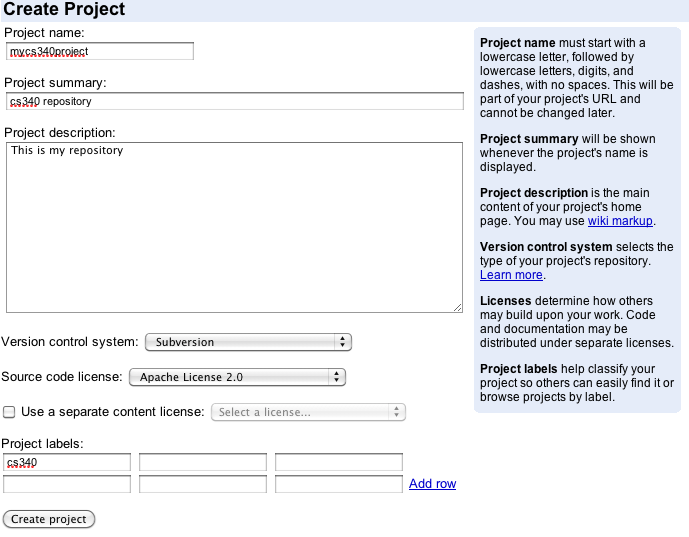 Create Project
Project name:
mycs340project
Project summary:
cs340 repository
Project description:
This is my repository
Version control system: Subversion
Source code license: Apache License 2.0
Use a separate content license: Select a license...
Project labels:
cs340
Add row
Create project
Project name must start with a
lowercase letter, followed by
lowercase letters, digits, and
dashes, with no spaces. This will be
part of your project's URL and
cannot be changed later.
Project summary will be shown
whenever the project's name is
displayed.
Project description is the main
content of your project's home
page. You may use wiki markup.
Version control system selects the
type of your project's repository.
Learn more.
Licenses determine how others
may build upon your work. Code
and documentation may be
distributed under separate licenses.
Project labels help classify your
project so others can easily find it or
browse projects by label.